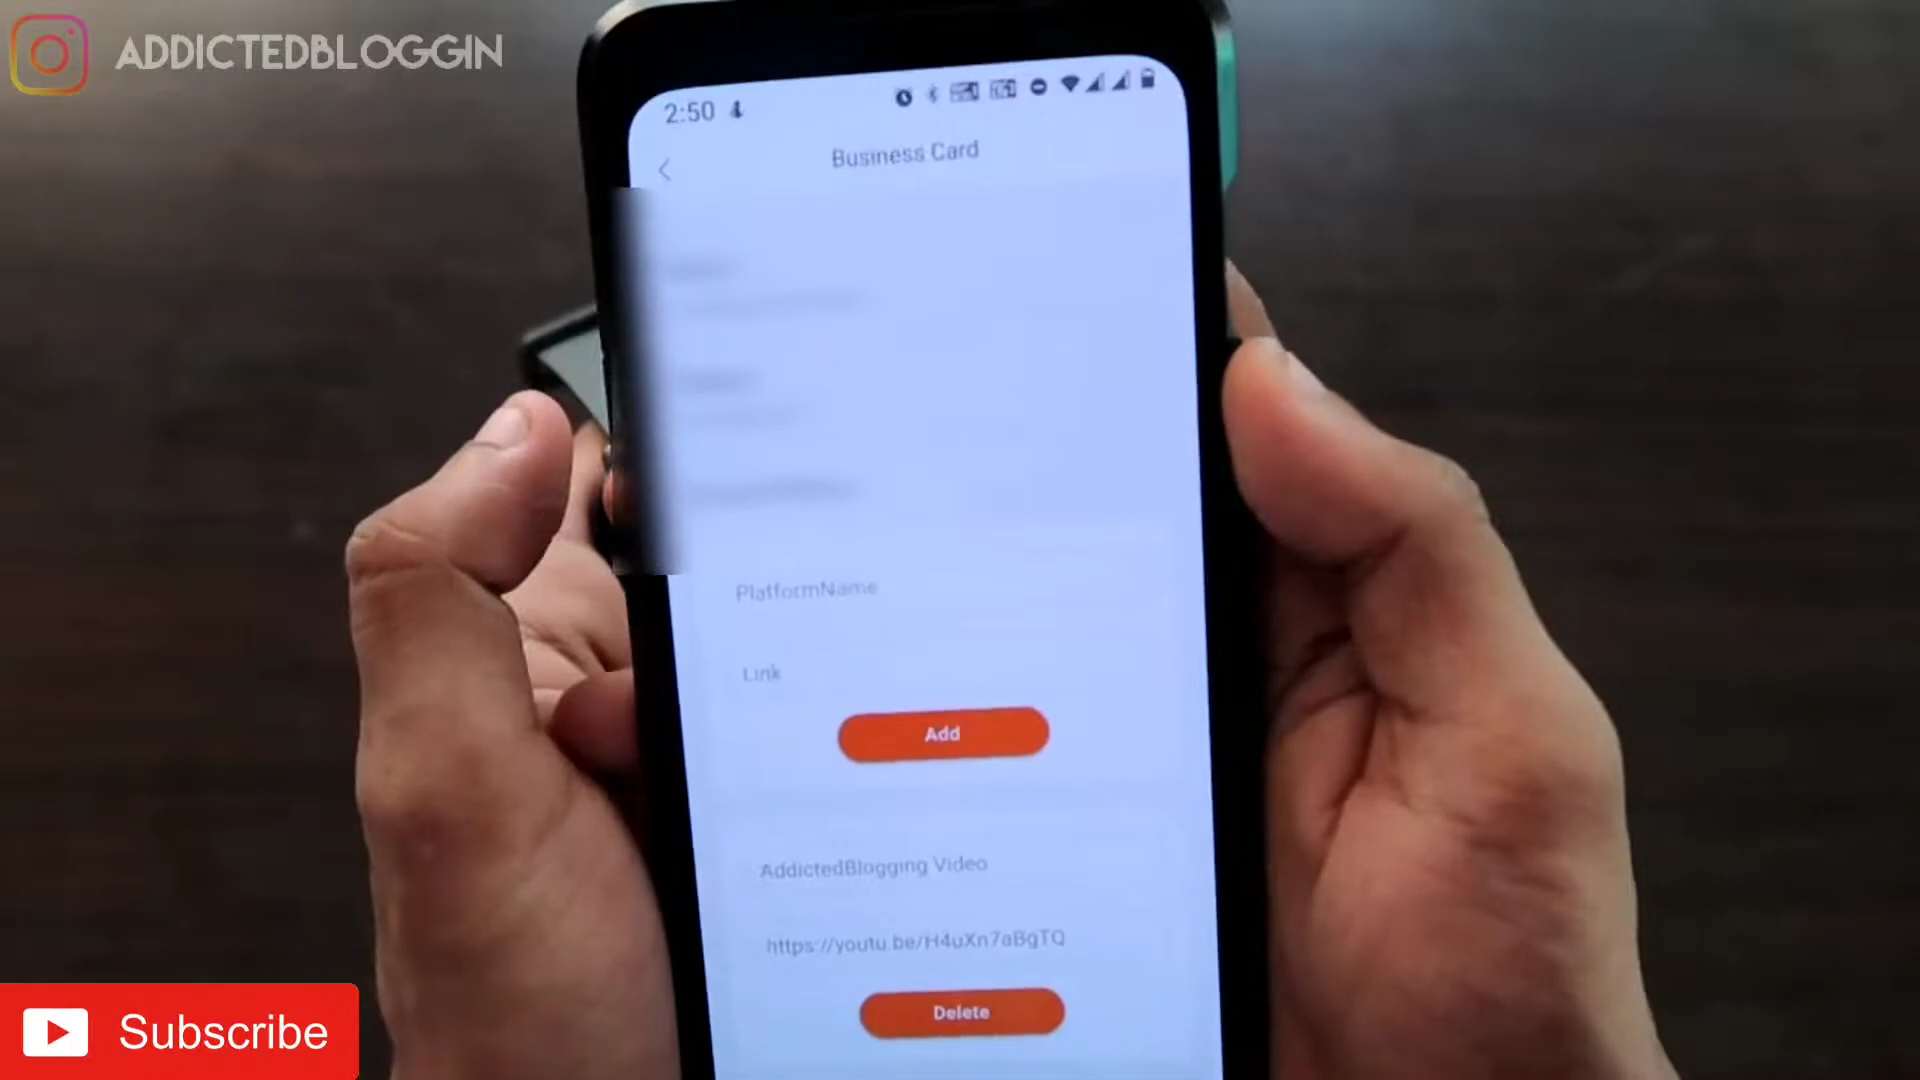 ADDICTEDBLOGGIN
2:50
Business Card
PlatformName
Link
Add
AddictedBlogging Video
https://youtu.be/H4uXn7aBgTQ
Delete
Subscribe